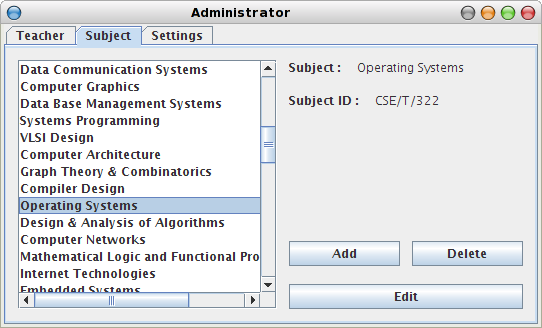 Administrator
Teacher
Subject
Settings
Data Communication Systems
Computer Graphics
Data Base Management Systems
Systems Programming
VLSI Design
Computer Architecture
Graph Theory & Combinatorics
Compiler Design
Operating Systems
Design & Analysis of Algorithms
Computer Networks
Mathematical Logic and Functional Pro
Internet Technologies
Embedded Systems
Subject : Operating Systems
Subject ID : CSE/T/322
Add
Delete
Edit